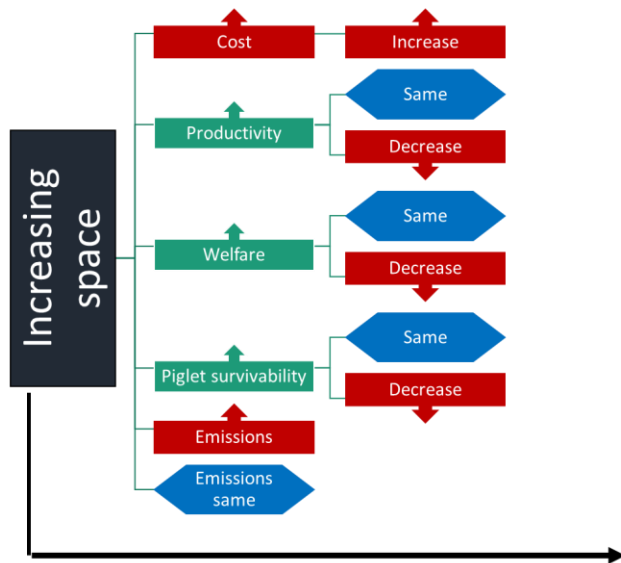 Increasing
space
Cost
Increase
Productivity
Same
Decrease
Welfare
Same
Decrease
Piglet survivability
Same
Decrease
Emissions
Emissions
same